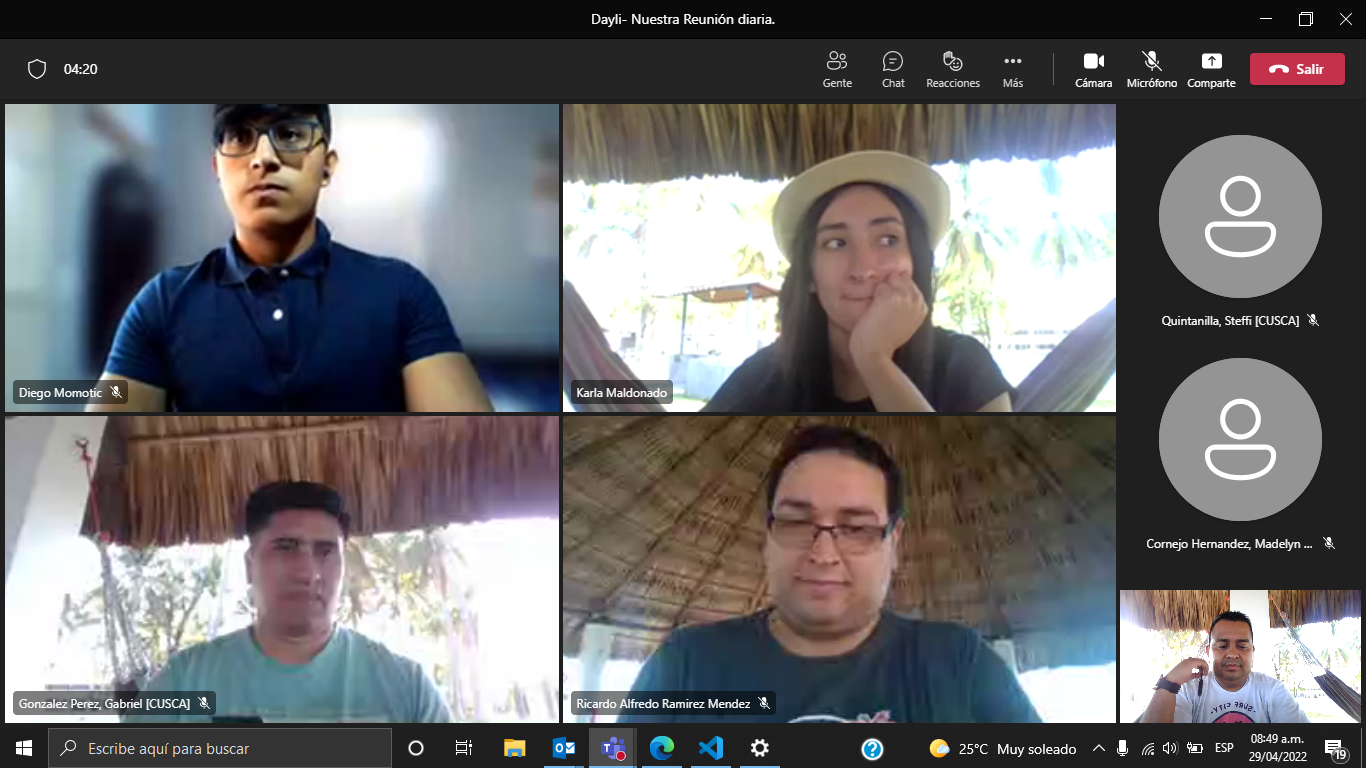 Dayli- Nuestra Reunión diaria.
04:20
Gente
Chat
Reacciones
Más
Cámara
Micrófono
Comparte
Salir
Diego Momotic
Karla Maldonado
Quintanilla, Steffi [CUSCA]
Cornejo Hernandez, Madelyn ...
Gonzalez Perez, Gabriel [CUSCA]
Ricardo Alfredo Ramirez Mendez
SURF CITY
Escribe aquí para buscar
25°C Muy soleado
ESP
08:49 a.m.
29/04/2022
19